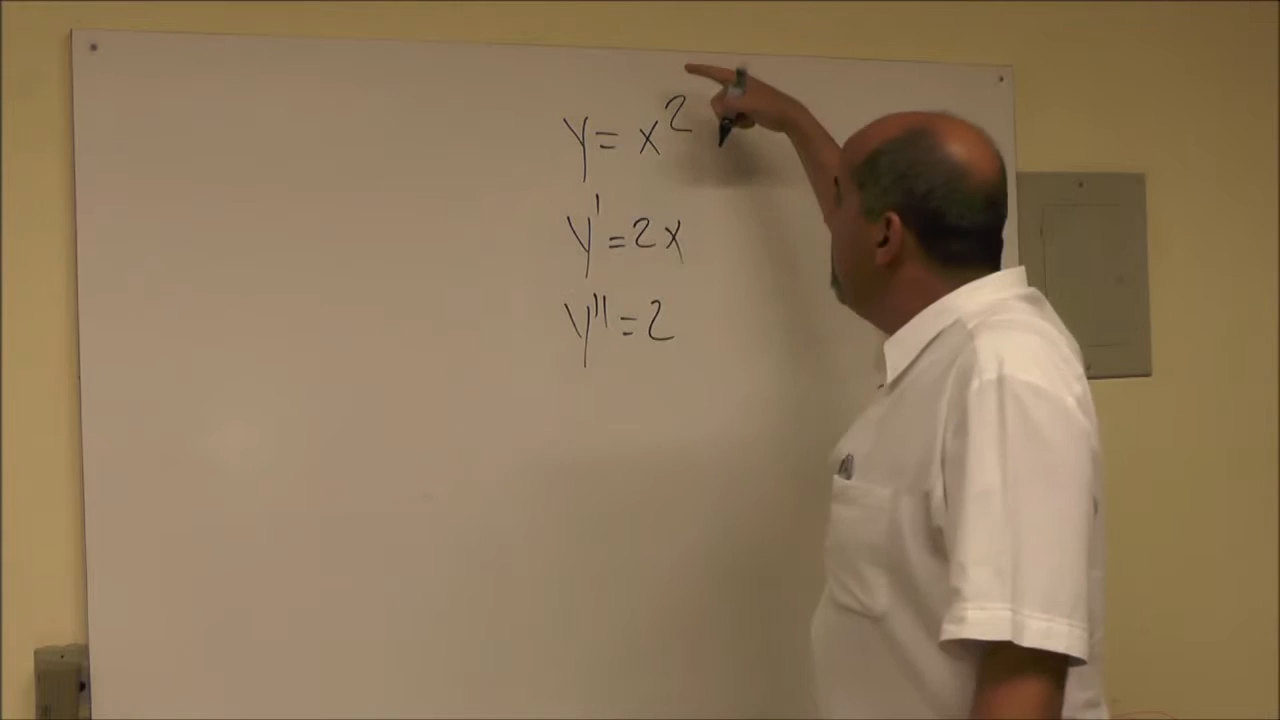 y = x²
y' = 2x
y'' = 2